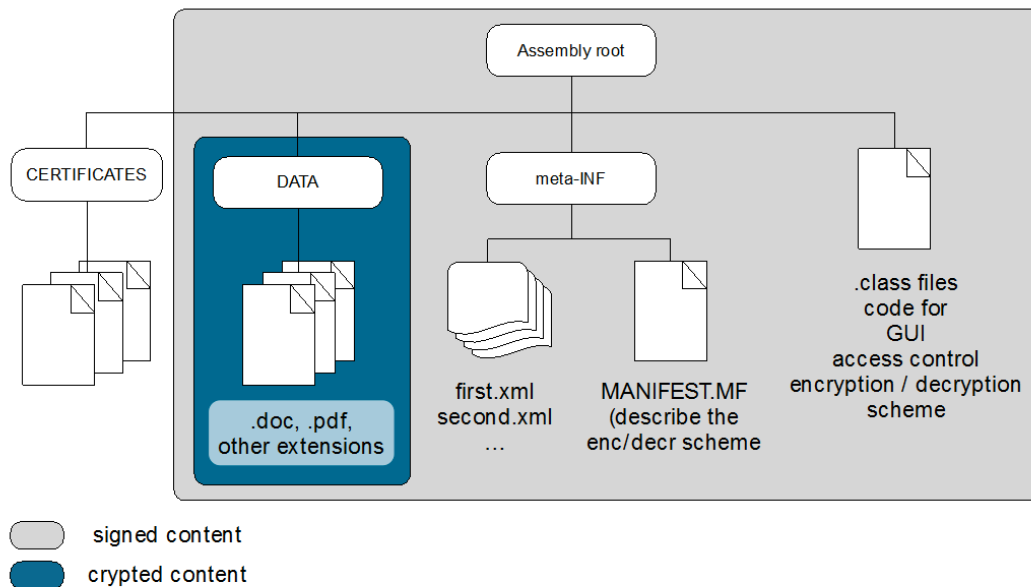 Assembly root
CERTIFICATES
DATA
meta-INF
.doc, .pdf,
other extensions
first.xml
second.xml
...
MANIFEST.MF
(describe the
enc/decr scheme
.class files
code for
GUI
access control
encryption / decryption
scheme
signed content
crypted content